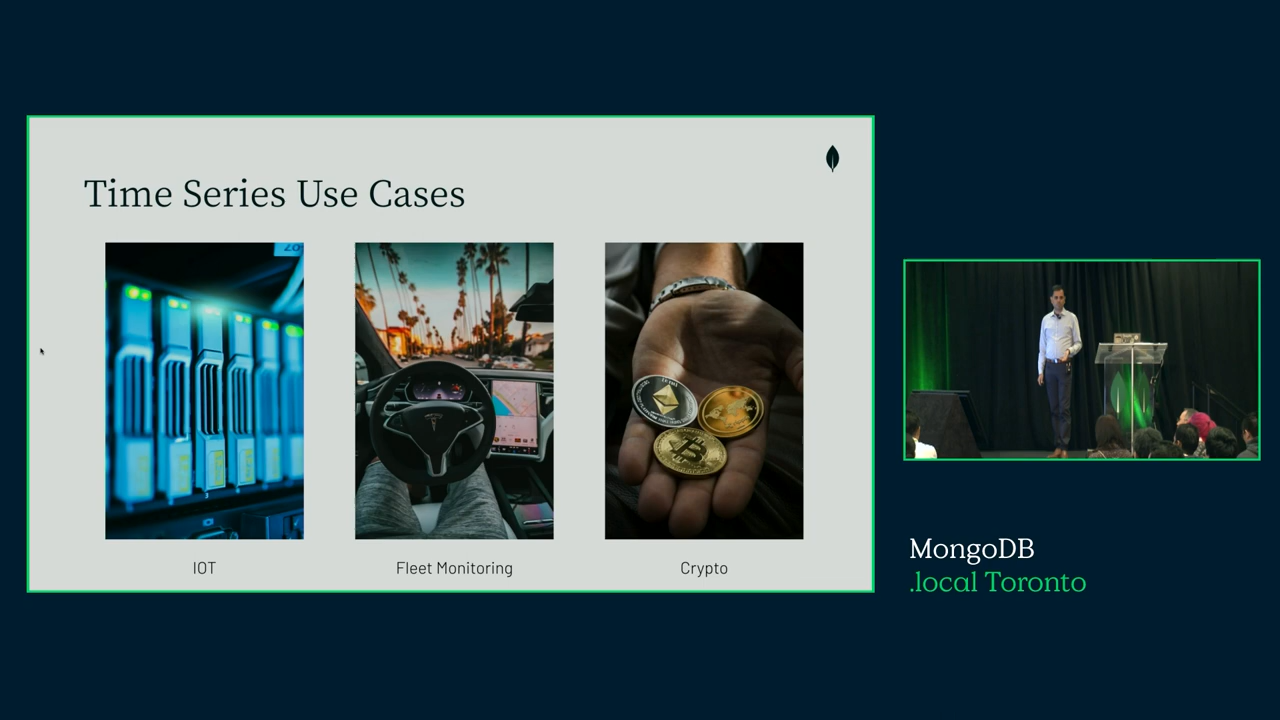 Time Series Use Cases
IOT
Fleet Monitoring
Crypto
MongoDB
.local Toronto